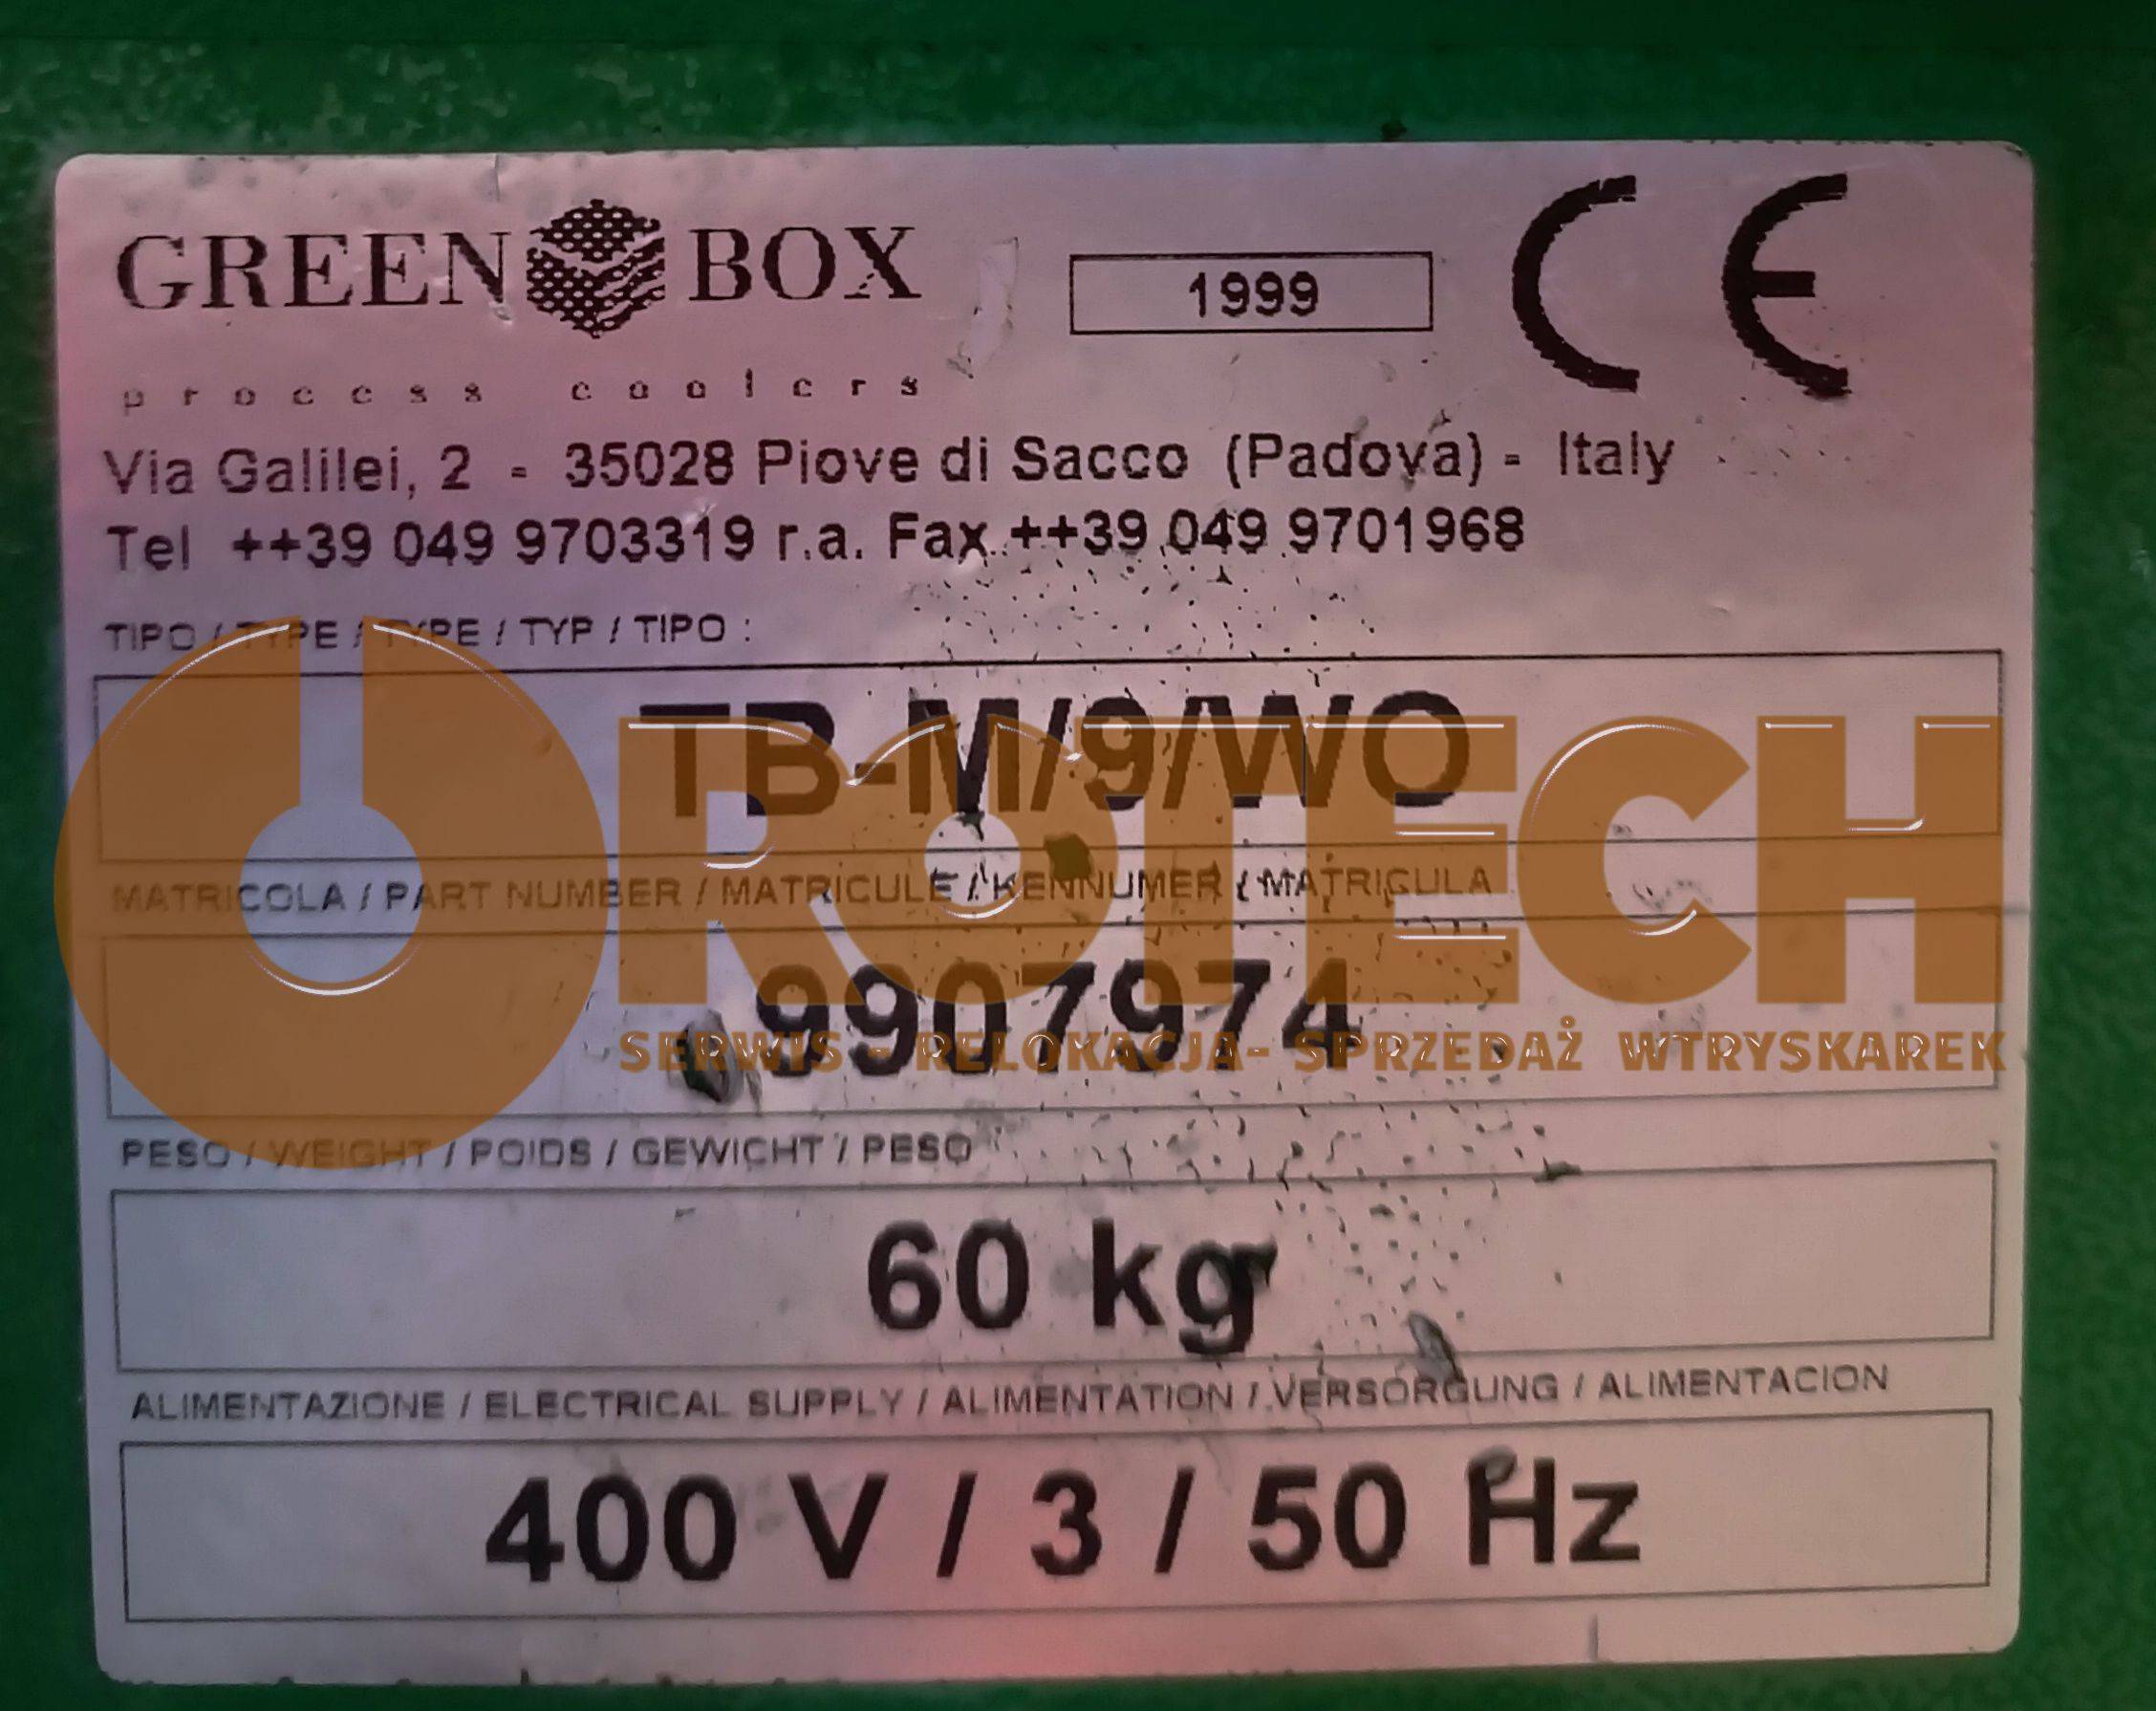 GREEN BOX
1999
CE
process coolers
Via Galilei, 2 - 35028 Piove di Sacco (Padova) - Italy
Tel ++39 049 9703319 r.a. Fax ++39 049 9701968
TIPO / TYPE / TYPE / TYP / TIPO :
TB-M/9/WO
ROTECH
MATRICOLA / PART NUMBER / MATRICULE / KENNUMER / MATRIGULA
9907974
SERWIS - RELOKACJA- SPRZEDAŻ WTRYSKAREK
PESO / WEIGHT / POIDS / GEWICHT / PESO
60 kg
ALIMENTAZIONE / ELECTRICAL SUPPLY / ALIMENTATION / VERSORGUNG / ALIMENTACION
400 V / 3 / 50 Hz